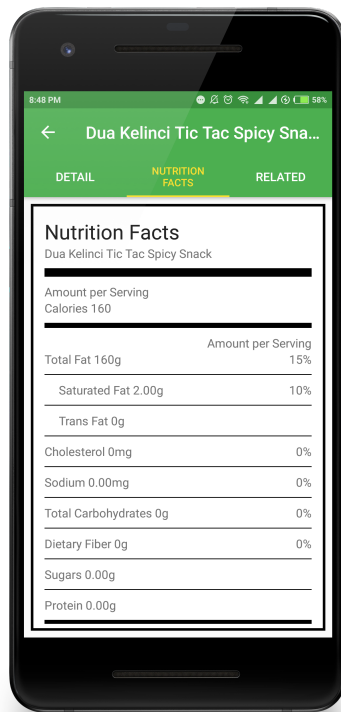 8:48 PM 58%
Dua Kelinci Tic Tac Spicy Sna...
DETAIL
NUTRITION
FACTS
RELATED
Nutrition Facts
Dua Kelinci Tic Tac Spicy Snack
Amount per Serving
Calories 160
Amount per Serving
Total Fat 160g 15%
Saturated Fat 2.00g 10%
Trans Fat 0g
Cholesterol 0mg 0%
Sodium 0.00mg 0%
Total Carbohydrates 0g 0%
Dietary Fiber 0g 0%
Sugars 0.00g
Protein 0.00g